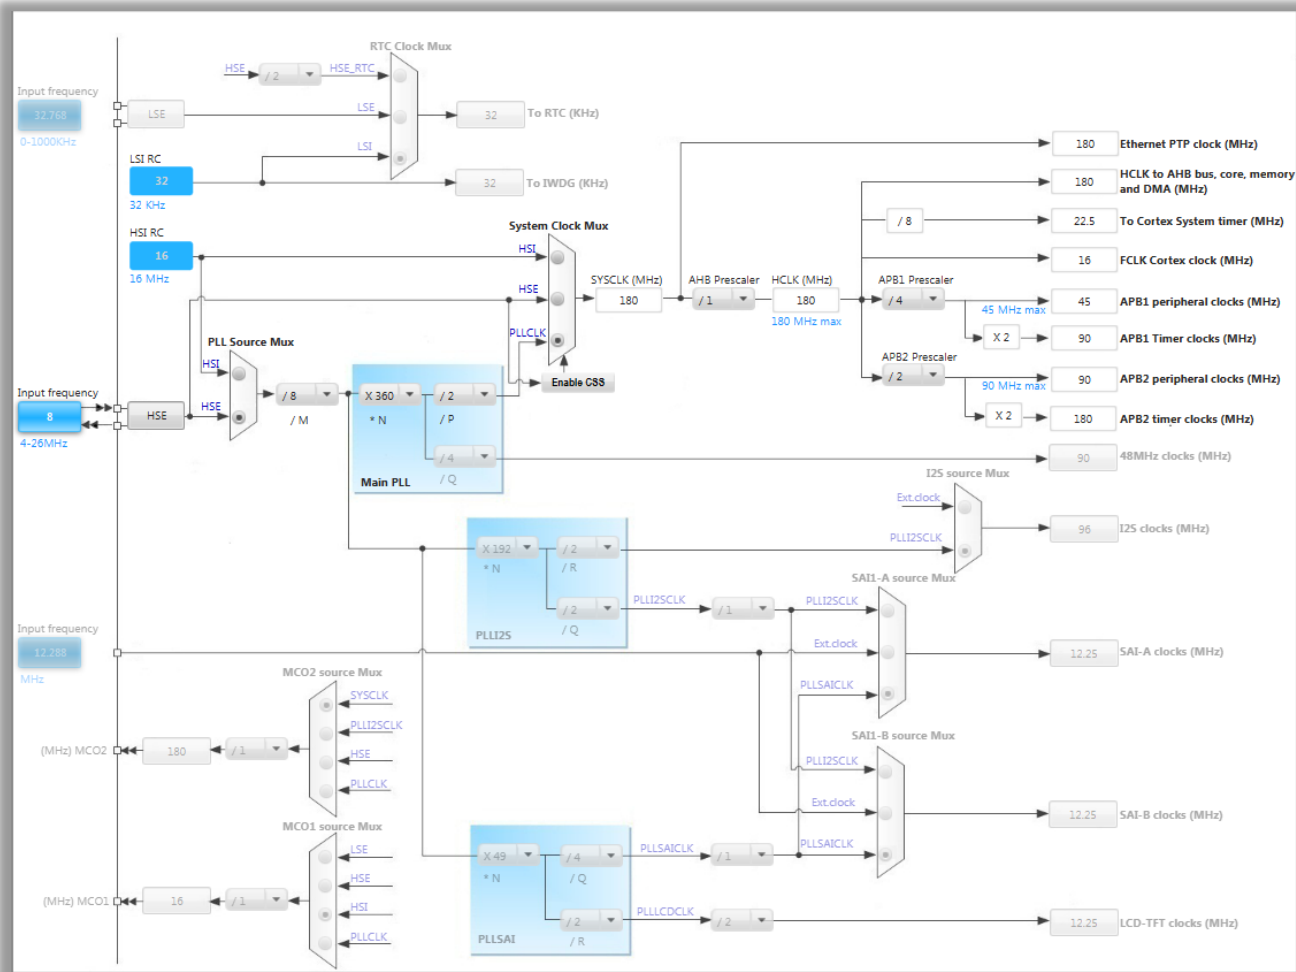 RTC Clock Mux
HSE
/ 2
HSE_RTC
Input frequency
32.768
0-1000KHz
LSE
LSE
32
To RTC (KHz)
LSI
LSI RC
32
32 KHz
32
To IWDG (KHz)
180
Ethernet PTP clock (MHz)
180
HCLK to AHB bus, core, memory
and DMA (MHz)
/ 8
22.5
To Cortex System timer (MHz)
HSI RC
16
16 MHz
System Clock Mux
HSI
HSE
PLLCLK
16
FCLK Cortex clock (MHz)
SYSCLK (MHz)
180
AHB Prescaler
/ 1
HCLK (MHz)
180
180 MHz max
APB1 Prescaler
/ 4
45 MHz max
45
APB1 peripheral clocks (MHz)
X 2
90
APB1 Timer clocks (MHz)
APB2 Prescaler
/ 2
90 MHz max
90
APB2 peripheral clocks (MHz)
X 2
180
APB2 timer clocks (MHz)
PLL Source Mux
HSI
HSE
Enable CSS
Input frequency
8
4-26MHz
HSE
/ 8
/ M
X 360
* N
/ 2
/ P
/ 4
/ Q
Main PLL
90
48MHz clocks (MHz)
I2S source Mux
Ext.clock
PLLI2SCLK
96
I2S clocks (MHz)
X 192
* N
/ 2
/ R
/ 2
/ Q
PLLI2S
PLLI2SCLK
/ 1
SAI1-A source Mux
PLLI2SCLK
Ext.clock
PLLSAICLK
12.25
SAI-A clocks (MHz)
Input frequency
12.288
MHz
MCO2 source Mux
SYSCLK
PLLI2SCLK
HSE
PLLCLK
(MHz) MCO2
180
/ 1
SAI1-B source Mux
PLLI2SCLK
Ext.clock
PLLSAICLK
12.25
SAI-B clocks (MHz)
MCO1 source Mux
LSE
HSE
HSI
PLLCLK
(MHz) MCO1
16
/ 1
X 49
* N
/ 4
/ Q
/ 2
/ R
PLLSAI
PLLSAICLK
/ 1
PLLLCDCLK
/ 2
12.25
LCD-TFT clocks (MHz)